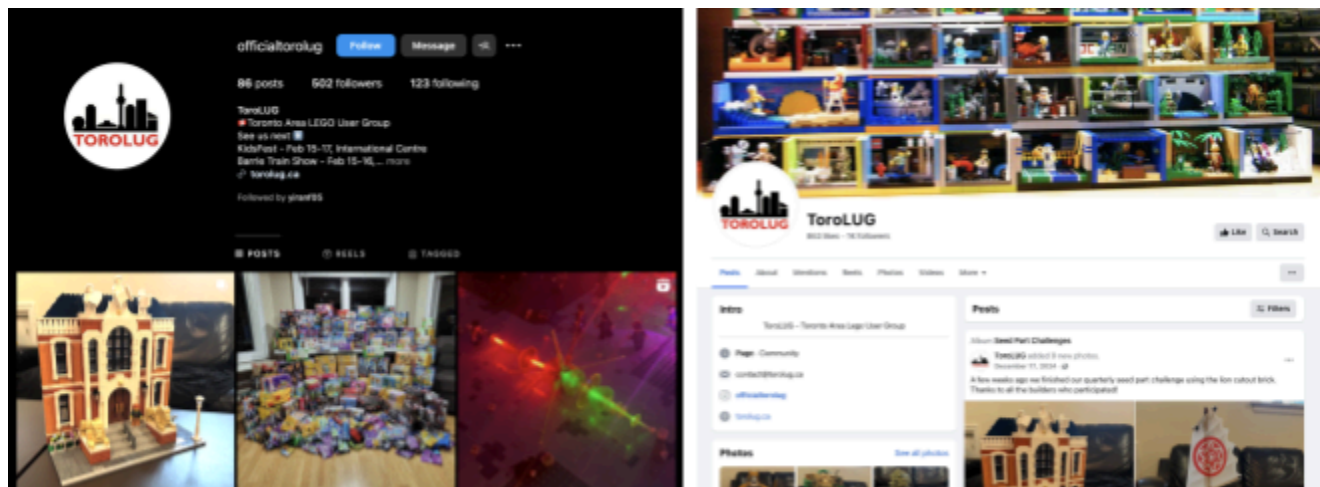 officialtorolug Follow Message
86 posts 502 followers 123 following
ToroLUG
Toronto Area LEGO User Group
See us next
KidsFest - Feb 15-17, International Centre
Barrie Train Show - Feb 15-16, ... more
torolug.ca
Followed by
POSTS REELS TAGGED
TOROLUG
TOROLUG
ToroLUG
Like Search
Posts About Mentions Reels Photos Videos More
Intro
ToroLUG - Toronto Area Lego User Group
Page · Community
contact@torolug.ca
officialtorolug
torolug.ca
Photos See all photos
Posts Filters
Album Seed Part Challenges
ToroLUG added 9 new photos.
December 11, 2024
A few weeks ago we finished our quarterly seed part challenge using the lion cutout brick.
Thanks to all the builders who participated!